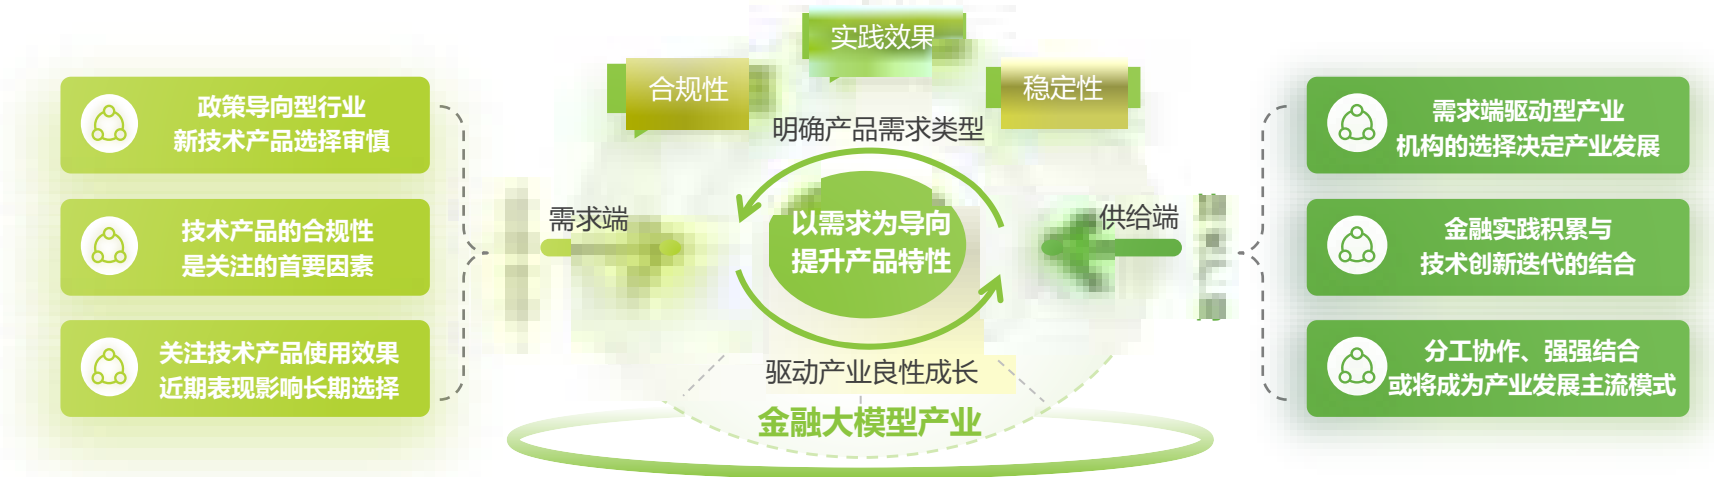 实践效果
合规性
稳定性
政策导向型行业
新技术产品选择审慎
技术产品的合规性
是关注的首要因素
关注技术产品使用效果
近期表现影响长期选择
需求端
明确产品需求类型
以需求为导向
提升产品特性
驱动产业良性成长
金融大模型产业
供给端
需求端驱动型产业
机构的选择决定产业发展
金融实践积累与
技术创新迭代的结合
分工协作、强强结合
或将成为产业发展主流模式